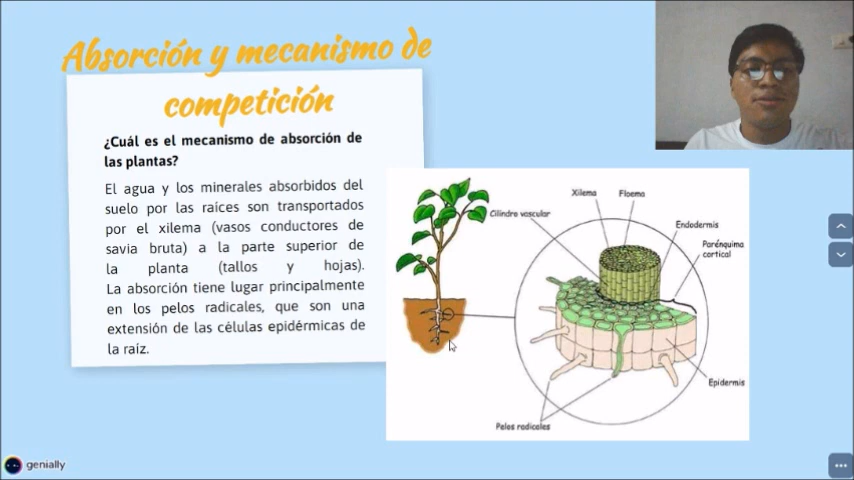 Absorción y mecanismo de
competición
¿Cuál es el mecanismo de absorción de
las plantas?
El agua y los minerales absorbidos del
suelo por las raíces son transportados
por el xilema (vasos conductores de
savia bruta) a la parte superior de
la planta (tallos y hojas).
La absorción tiene lugar principalmente
en los pelos radicales, que son una
extensión de las células epidérmicas de
la raíz.
Xilema
Floema
Cilindro vascular
Endodermis
Parénquima
cortical
Epidermis
Pelos radicales
genially